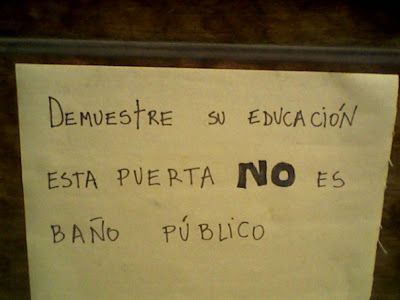 DEMUESTRE SU EDUCACIÓN
ESTA PUERTA NO ES
BAÑO PÚBLICO